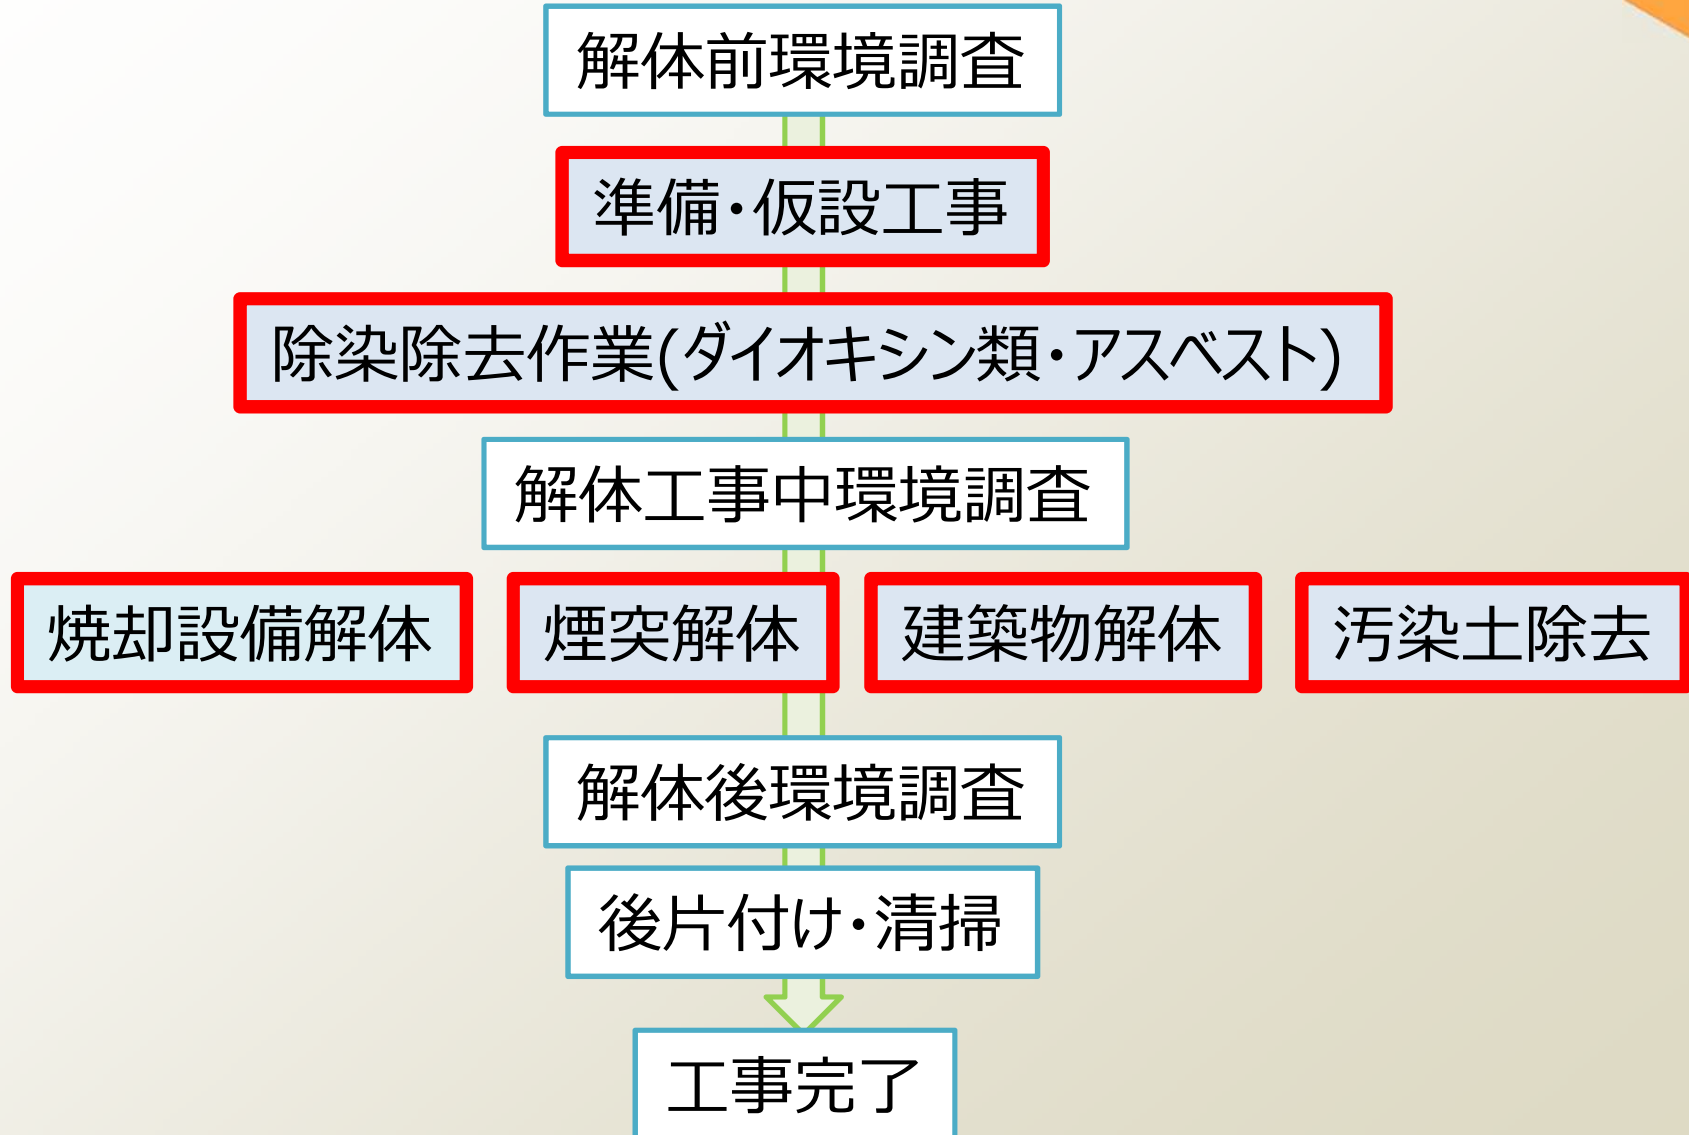 解体前環境調査
準備・仮設工事
除染除去作業(ダイオキシン類・アスベスト)
解体工事中環境調査
焼却設備解体
煙突解体
建築物解体
汚染土除去
解体後環境調査
後片付け・清掃
工事完了